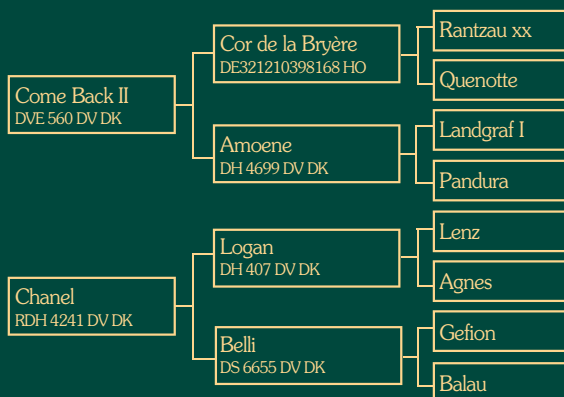 Come Back II
DVE 560 DV DK
Cor de la Bryère
DE321210398168 HO
Rantzau xx
Quenotte
Amoene
DH 4699 DV DK
Landgraf I
Pandura
Chanel
RDH 4241 DV DK
Logan
DH 407 DV DK
Lenz
Agnes
Belli
DS 6655 DV DK
Gefion
Balau